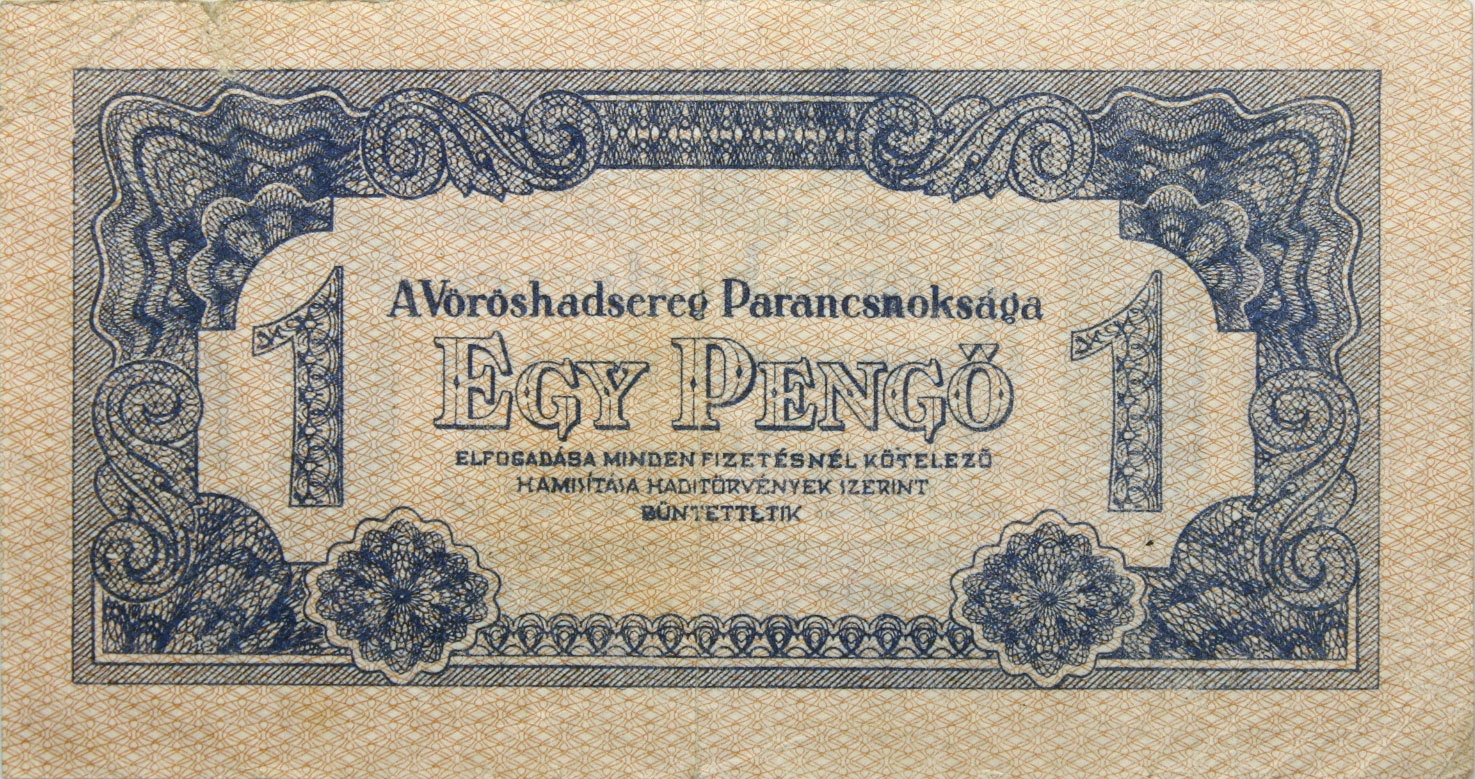 A Vöröshadsereg Parancsnoksága
1 EGY PENGŐ 1
ELFOGADÁSA MINDEN FIZETÉSNÉL KÖTELEZŐ
HAMISÍTÁSA HADITÖRVÉNYEK SZERINT
BÜNTETTETIK